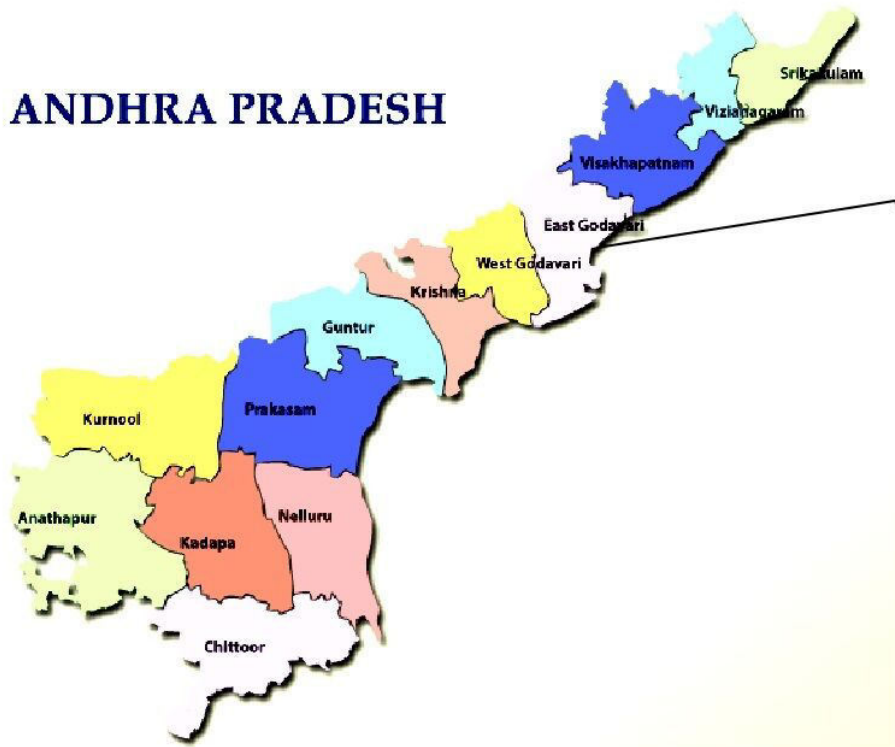 ANDHRA PRADESH
Srikakulam
Vizianagaram
Visakhapatnam
East Godavari
West Godavari
Krishna
Guntur
Prakasam
Kurnool
Nelluru
Anathapur
Kadapa
Chittoor